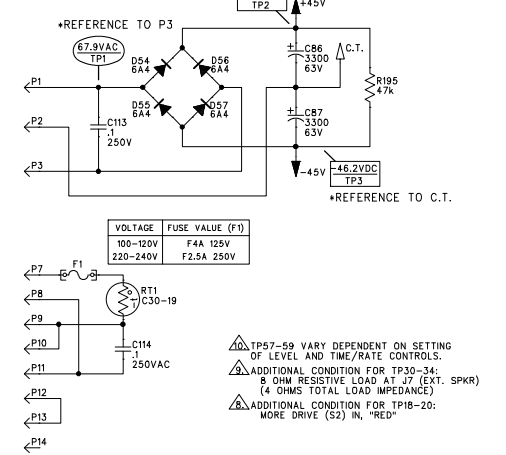 TP2
+45V
*REFERENCE TO P3
67.9VAC
TP1
D54
6A4
D56
6A4
C86
3300
63V
C.T.
P1
R195
47k
D55
6A4
D57
6A4
C87
3300
63V
P2
C113
.1
250V
P3
-45V
-46.2VDC
TP3
*REFERENCE TO C.T.
VOLTAGE FUSE VALUE (F1)
100-120V F4A 125V
220-240V F2.5A 250V
P7
F1
P8
RT1
C30-19
t
P9
P10
C114
.1
250VAC
P11
P12
P13
P14
10. TP57-59 VARY DEPENDENT ON SETTING
OF LEVEL AND TIME/RATE CONTROLS.
9. ADDITIONAL CONDITION FOR TP30-34:
8 OHM RESISTIVE LOAD AT J7 (EXT. SPKR)
(4 OHMS TOTAL LOAD IMPEDANCE)
8. ADDITIONAL CONDITION FOR TP18-20:
MORE DRIVE (S2) IN, "RED"